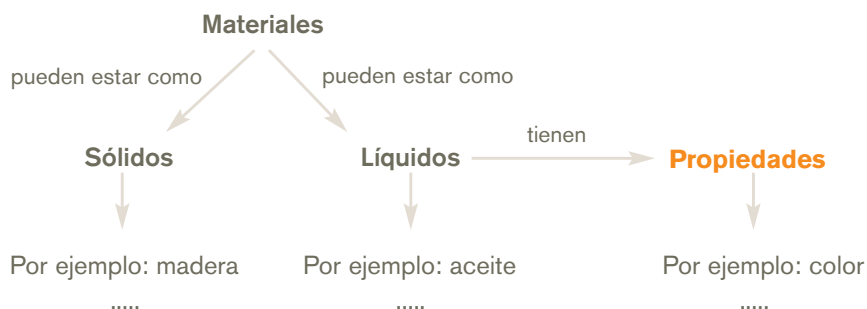 Materiales
pueden estar como
pueden estar como
tienen
Sólidos
Líquidos
Propiedades
Por ejemplo: madera
Por ejemplo: aceite
Por ejemplo: color
.....
.....
.....